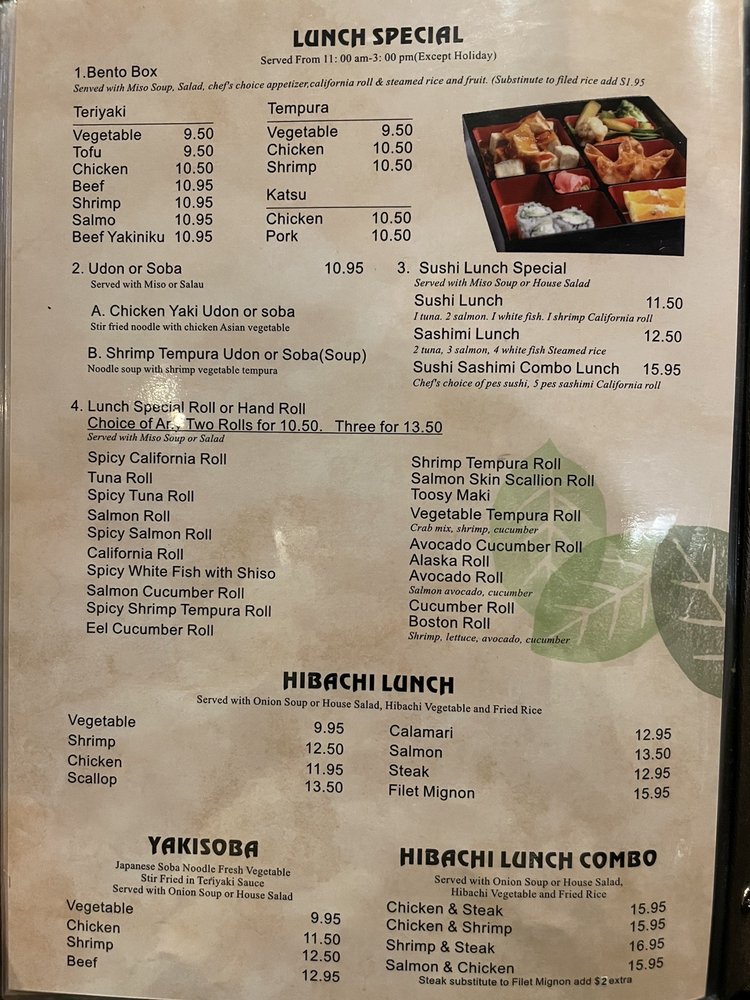 LUNCH SPECIAL
Served From 11: 00 am-3: 00 pm(Except Holiday)
1.Bento Box
Senved with Miso Soup, Salad, chef's choice appetizer,california roll & steamed rice and fruit. (Substinute to filed rice add $1.95
Teriyaki
Vegetable 9.50
Tofu 9.50
Chicken 10.50
Beef 10.95
Shrimp 10.95
Salmo 10.95
Beef Yakiniku 10.95
Tempura
Vegetable 9.50
Chicken 10.50
Shrimp 10.50
Katsu
Chicken 10.50
Pork 10.50
2. Udon or Soba 10.95
Served with Miso or Salau
A. Chicken Yaki Udon or soba
Stir fried noodle with chicken Asian vegetable
B. Shrimp Tempura Udon or Soba(Soup)
Noodle soup with shrimp vegetable tempura
3. Sushi Lunch Special
Served with Miso Soup or House Salad
Sushi Lunch 11.50
1 tuna. 2 salmon. 1 white fish. 1 shrimp California roll
Sashimi Lunch 12.50
2 tuna, 3 salmon, 4 white fish Steamed rice
Sushi Sashimi Combo Lunch 15.95
Chef's choice of pes sushi, 5 pes sashimi California roll
4. Lunch Special Roll or Hand Roll
Choice of Any Two Rolls for 10.50. Three for 13.50
Served with Miso Soup or Salad
Spicy California Roll
Tuna Roll
Spicy Tuna Roll
Salmon Roll
Spicy Salmon Roll
California Roll
Spicy White Fish with Shiso
Salmon Cucumber Roll
Spicy Shrimp Tempura Roll
Eel Cucumber Roll
Shrimp Tempura Roll
Salmon Skin Scallion Roll
Toosy Maki
Vegetable Tempura Roll
Crab mix, shrimp, cucumber
Avocado Cucumber Roll
Alaska Roll
Avocado Roll
Salmon avocado, cucumber
Cucumber Roll
Boston Roll
Shrimp, lettuce, avocado, cucumber
HIBACHI LUNCH
Served with Onion Soup or House Salad, Hibachi Vegetable and Fried Rice
Vegetable 9.95
Shrimp 12.50
Chicken 11.95
Scallop 13.50
Calamari 12.95
Salmon 13.50
Steak 12.95
Filet Mignon 15.95
YAKISOBA
Japanese Soba Noodle Fresh Vegetable
Stir Fried in Teriyaki Sauce
Served with Onion Soup or House Salad
Vegetable 9.95
Chicken 11.50
Shrimp 12.50
Beef 12.95
HIBACHI LUNCH COMBO
Served with Onion Soup or House Salad,
Hibachi Vegetable and Fried Rice
Chicken & Steak 15.95
Chicken & Shrimp 15.95
Shrimp & Steak 16.95
Salmon & Chicken 15.95
Steak substitute to Filet Mignon add $2 extra